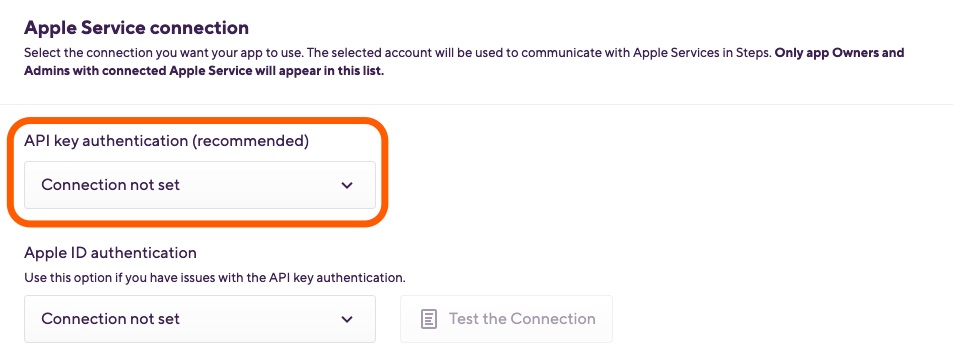 Apple Service connection
Select the connection you want your app to use. The selected account will be used to communicate with Apple Services in Steps. Only app Owners and
Admins with connected Apple Service will appear in this list.
API key authentication (recommended)
Connection not set
Apple ID authentication
Use this option if you have issues with the API key authentication.
Connection not set
Test the Connection